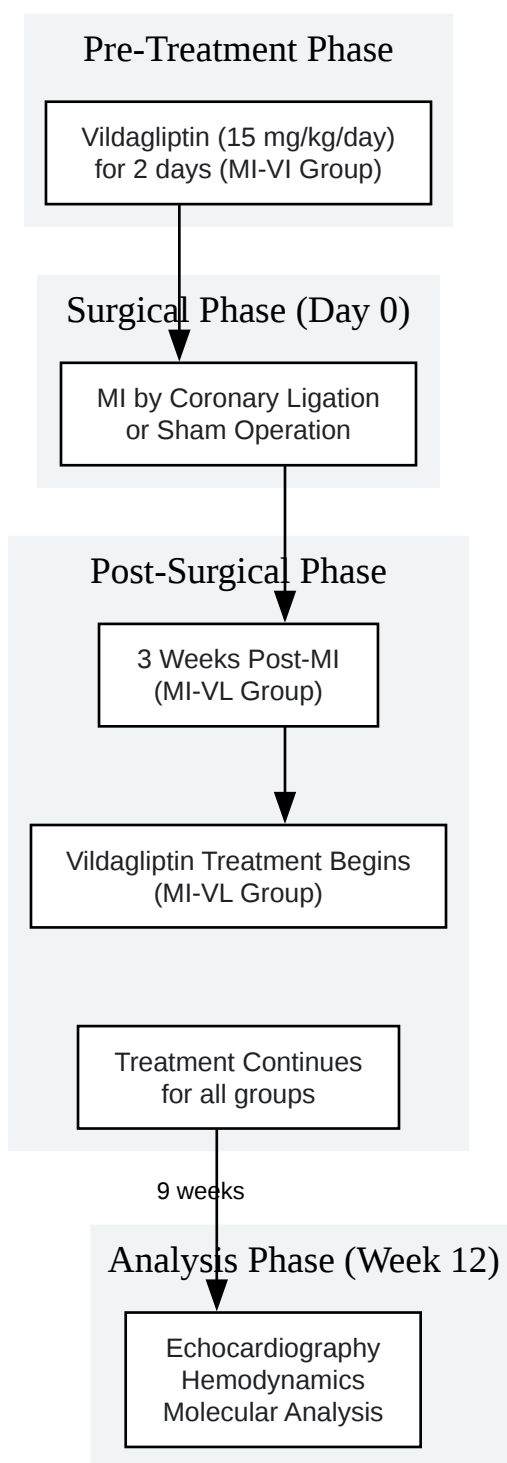 Pre-Treatment Phase
Vildagliptin (15 mg/kg/day)
for 2 days (MI-VI Group)
Surgical Phase (Day 0)
MI by Coronary Ligation
or Sham Operation
Post-Surgical Phase
3 Weeks Post-MI
(MI-VL Group)
Vildagliptin Treatment Begins
(MI-VL Group)
Treatment Continues
for all groups
9 weeks
Analysis Phase (Week 12)
Echocardiography
Hemodynamics
Molecular Analysis